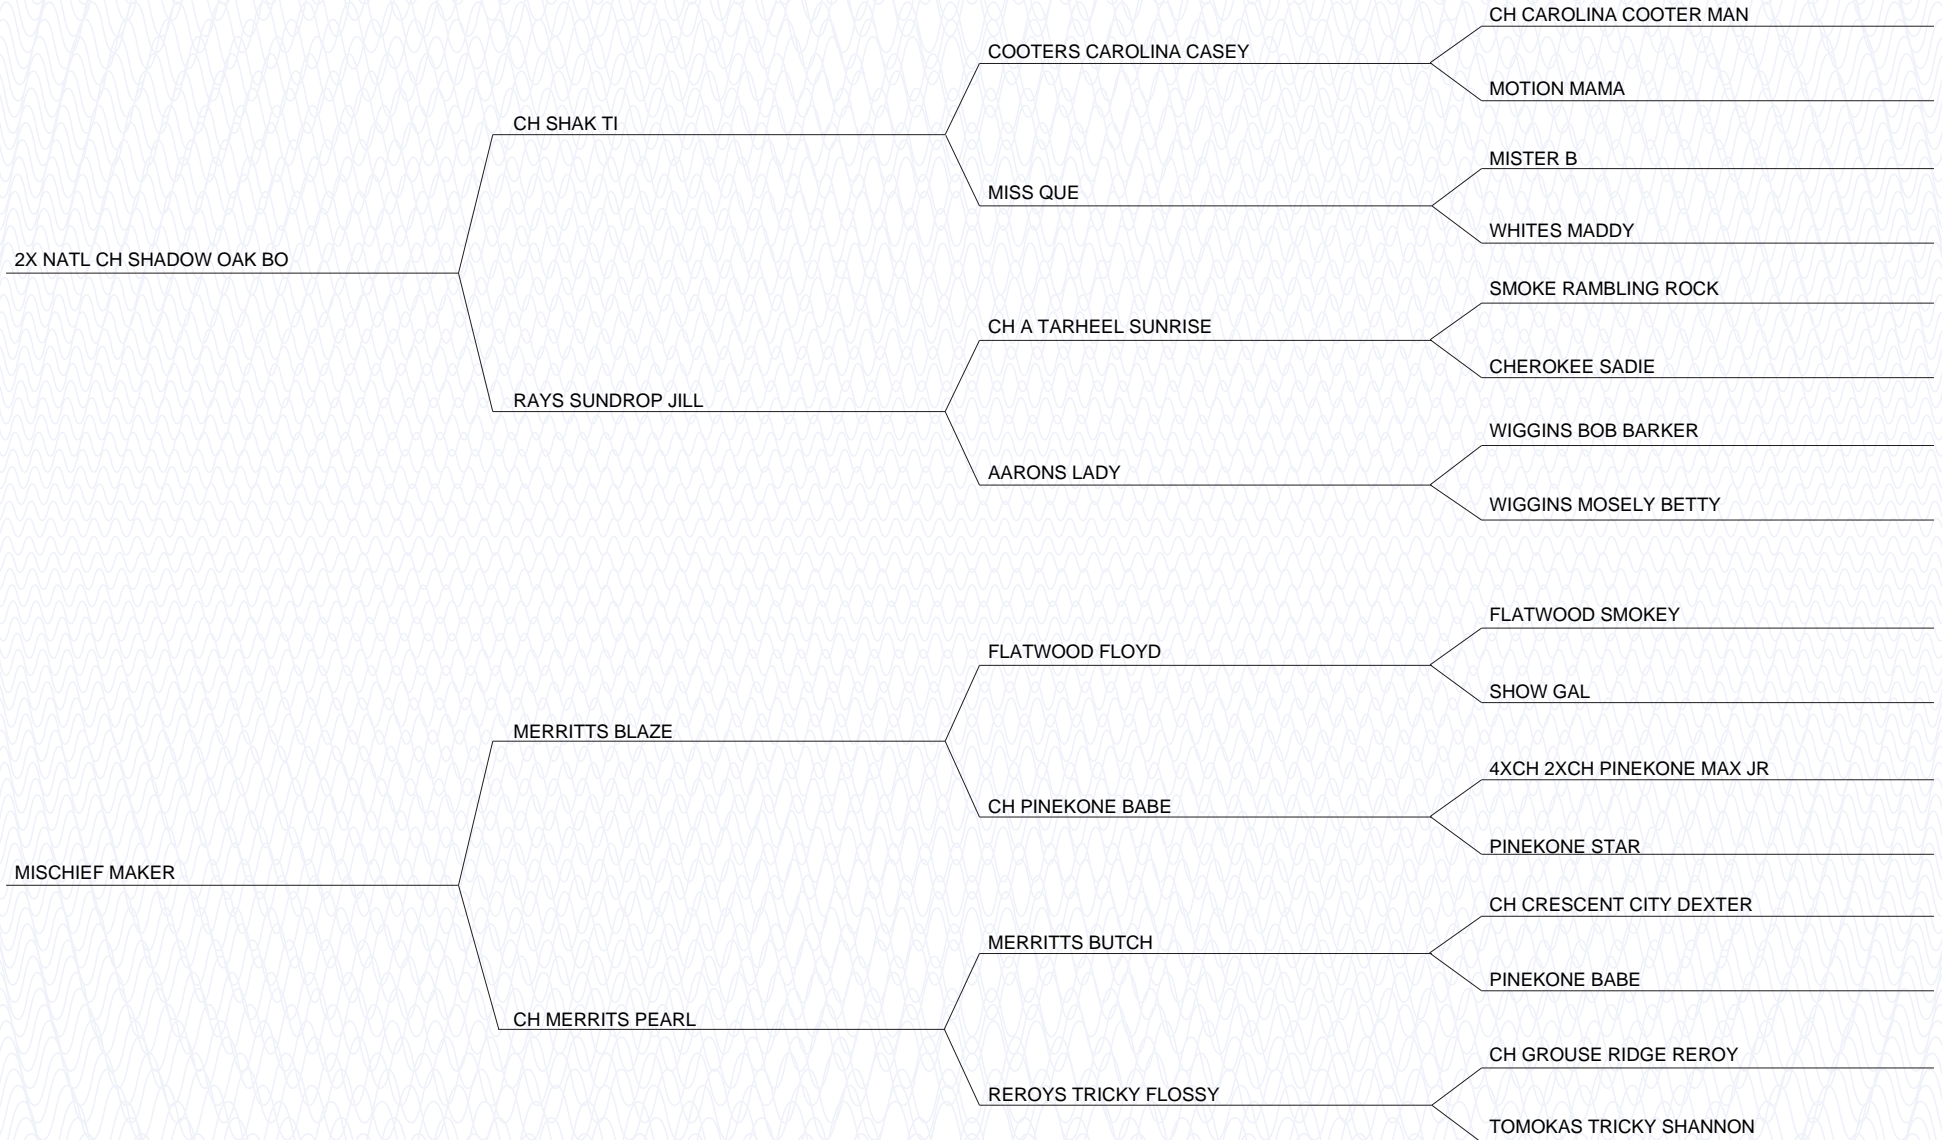 CH CAROLINA COOTER MAN
COOTERS CAROLINA CASEY
MOTION MAMA
CH SHAK TI
MISTER B
MISS QUE
WHITES MADDY
2X NATL CH SHADOW OAK BO
SMOKE RAMBLING ROCK
CH A TARHEEL SUNRISE
CHEROKEE SADIE
RAYS SUNDROP JILL
WIGGINS BOB BARKER
AARONS LADY
WIGGINS MOSELY BETTY
FLATWOOD SMOKEY
FLATWOOD FLOYD
SHOW GAL
MERRITTS BLAZE
4XCH 2XCH PINEKONE MAX JR
CH PINEKONE BABE
PINEKONE STAR
MISCHIEF MAKER
CH CRESCENT CITY DEXTER
MERRITTS BUTCH
PINEKONE BABE
CH MERRITS PEARL
CH GROUSE RIDGE REROY
REROYS TRICKY FLOSSY
TOMOKAS TRICKY SHANNON